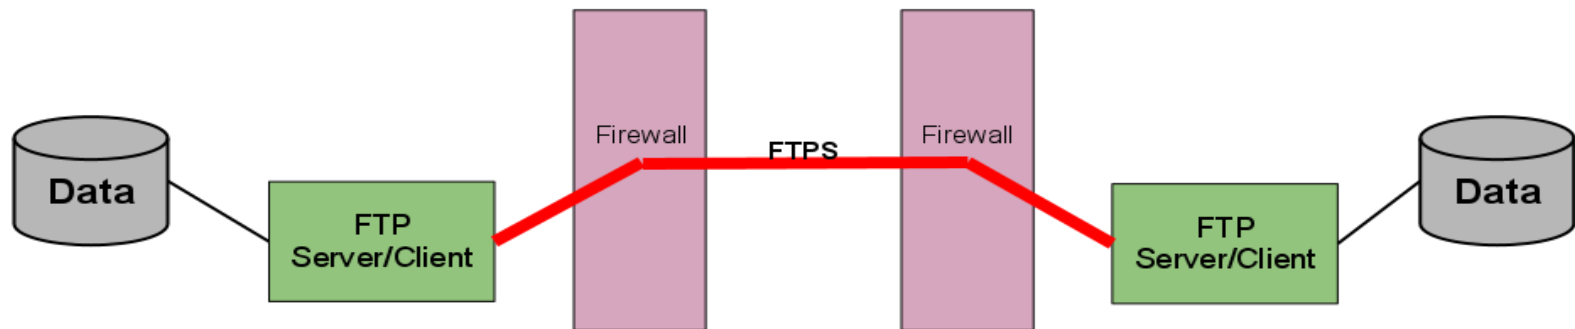 Firewall
Firewall
FTPS
Data
Data
FTP
Server/Client
FTP
Server/Client